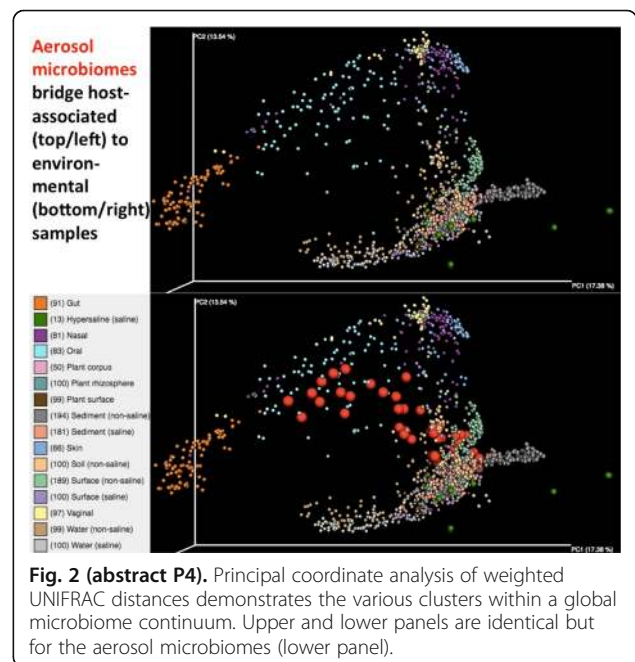 Aerosol
microbiomes
bridge host-
associated
(top/left) to
environ-
mental
(bottom/right)
samples
PC2 (13.54 %)
PC1 (17.38 %)
PC2 (13.54 %)
PC1 (17.38 %)
(91) Gut
(13) Hypersaline (saline)
(81) Nasal
(83) Oral
(50) Plant corpus
(100) Plant rhizosphere
(99) Plant surface
(194) Sediment (non-saline)
(181) Sediment (saline)
(66) Skin
(100) Soil (non-saline)
(189) Surface (non-saline)
(100) Surface (saline)
(97) Vaginal
(99) Water (non-saline)
(100) Water (saline)
Fig. 2 (abstract P4). Principal coordinate analysis of weighted
UNIFRAC distances demonstrates the various clusters within a global
microbiome continuum. Upper and lower panels are identical but
for the aerosol microbiomes (lower panel).